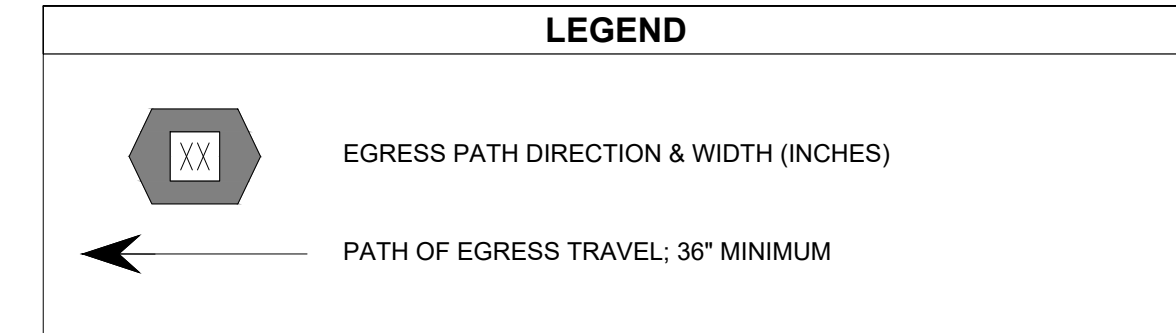 LEGEND
XX
EGRESS PATH DIRECTION & WIDTH (INCHES)
PATH OF EGRESS TRAVEL; 36" MINIMUM